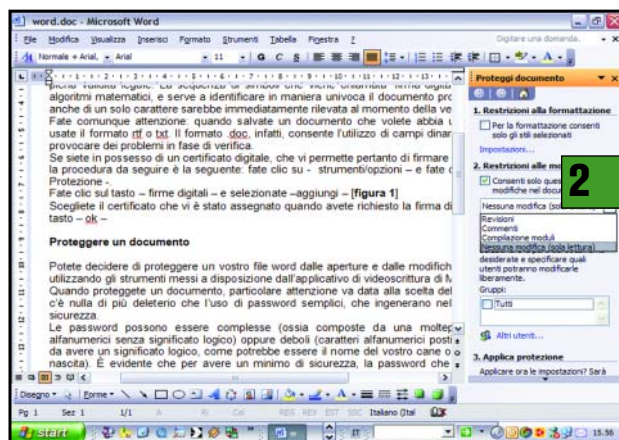 word.doc - Microsoft Word
File Modifica Visualizza Inserisci Formato Strumenti Tabella Finestra ?
Digitare una domanda.
Normale + Arial, Arial 11 G C S
piena validità legale. La sequenza di simboli che viene chiamata firma digita
algoritmi matematici, e serve a identificare in maniera univoca il documento pro
anche di un solo carattere sarebbe immediatamente rilevata al momento della ve
Fate comunque attenzione: quando salvate un documento che volete abbia u
usate il formato rtf o txt. Il formato .doc, infatti, consente l'utilizzo di campi dinar
provocare dei problemi in fase di verifica.
Se siete in possesso di un certificato digitale, che vi permette pertanto di firmare
la procedura da seguire è la seguente: fate clic su - strumenti/opzioni – e fate c
Protezione -.
Fate clic sul tasto – firme digitali – e selezionate –aggiungi – [figura 1]
Scegliete il certificato che vi è stato assegnato quando avete richiesto la firma di
tasto – ok –
Proteggere un documento
Potete decidere di proteggere un vostro file word dalle aperture e dalle modifich
utilizzando gli strumenti messi a disposizione dall'applicativo di videoscrittura di M
Quando proteggete un documento, particolare attenzione va data alla scelta del
c'è nulla di più deleterio che l'uso di password semplici, che ingenerano nel
sicurezza.
Le password possono essere complesse (ossia composte da una moltep
alfanumerici senza significato logico) oppure deboli (caratteri alfanumerici posti
da avere un significato logico, come potrebbe essere il nome del vostro cane o
nascita). È evidente che per avere un minimo di sicurezza, la password che
Proteggi documento
1. Restrizioni alla formattazione
Per la formattazione consenti
solo gli stili selezionati
Impostazioni...
2. Restrizioni alle mo
Consenti solo ques
modifiche nel docu
2
Nessuna modifica (sola lettura)
Revisioni
Commenti
Compilazione moduli
Nessuna modifica (sola lettura)
desiderate e specificare quali
utenti potranno modificarle
liberamente.
Gruppi:
Tutti
Altri utenti...
3. Applica protezione
Applicare ora le impostazioni? Sarà
Disegno Forme
Pg 1 Sez 1 1/1 A Ri Col REG REV EST SSC Italiano (Ital
start IT 15.56